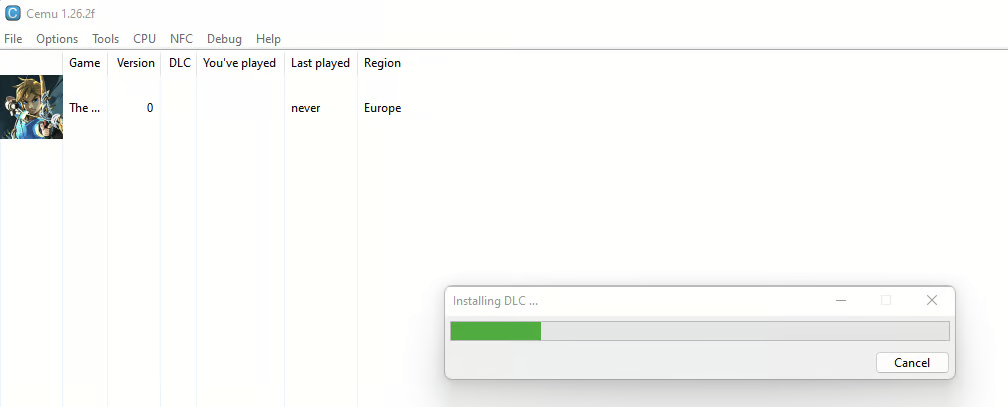 Cemu 1.26.2f
File Options Tools CPU NFC Debug Help
Game Version DLC You've played Last played Region
The ... 0 never Europe
Installing DLC ...
Cancel